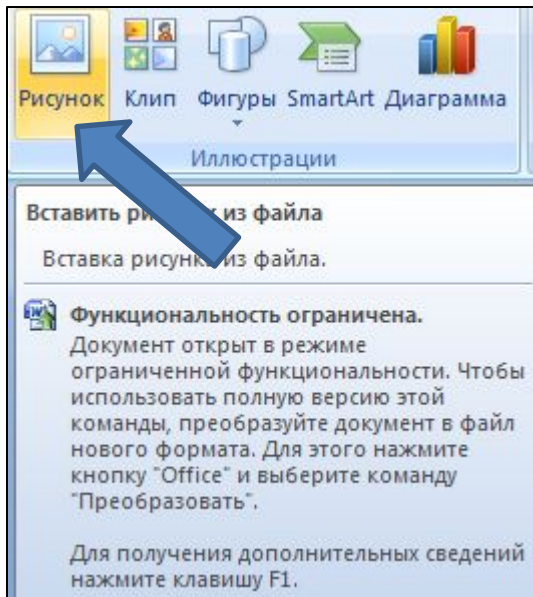 Рисунок Клип Фигуры SmartArt Диаграмма
Иллюстрации
Вставить из файла
Вставка из файла.
Функциональность ограничена.
Документ открыт в режиме
ограниченной функциональности. Чтобы
использовать полную версию этой
команды, преобразуйте документ в файл
нового формата. Для этого нажмите
кнопку "Office" и выберите команду
"Преобразовать".
Для получения дополнительных сведений
нажмите клавишу F1.